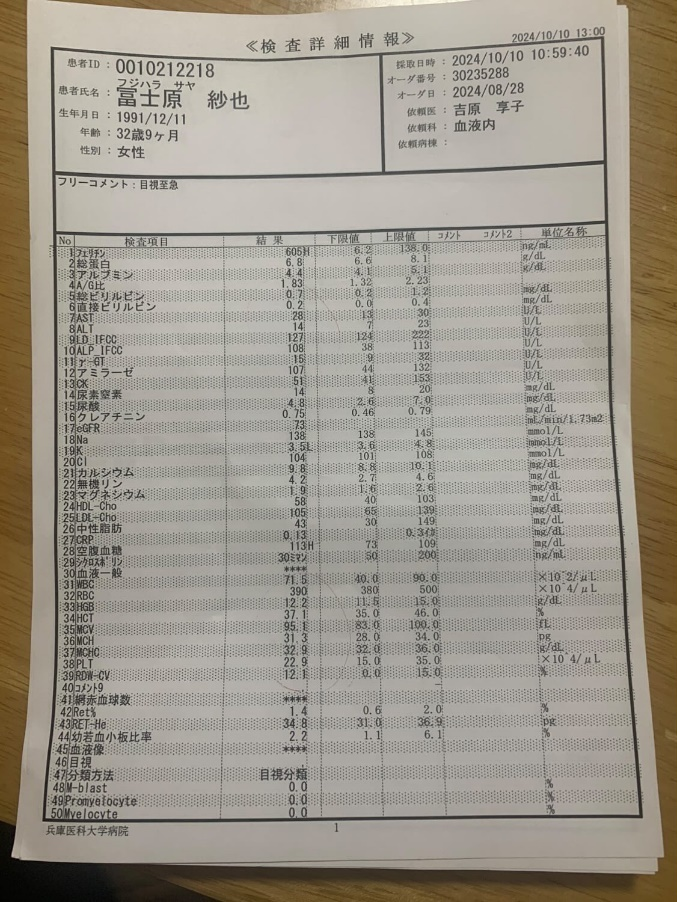 ≪検査詳細情報≫
2024/10/10 13:00
患者ID : 0010212218
フジハラ サヤ
患者氏名 : 冨士原 紗也
生年月日 : 1991/12/11
年齢 : 32歳9ヶ月
性別 : 女性
採取日時 : 2024/10/10 10:59:40
オーダ番号 : 30235288
オーダ日 : 2024/08/28
依頼医 : 吉原 享子
依頼科 : 血液内
依頼病棟 :
フリーコメント : 目視至急
No 検査項目 結果 下限値 上限値 ｺﾒﾝﾄ ｺﾒﾝﾄ2 単位名称
1 ﾌｪﾘﾁﾝ 605H 6.2 138.0 ng/mL
2 総蛋白 6.8 6.6 8.1 g/dL
3 アルブミン 4.4 4.1 5.1 g/dL
4 A/G比 1.83 1.32 2.23
5 総ビリルビン 0.7 0.2 1.2 mg/dL
6 直接ビリルビン 0.2 0.0 0.4 mg/dL
7 AST 28 13 30 U/L
8 ALT 14 7 23 U/L
9 LD_IFCC 127 124 222 U/L
10 ALP_IFCC 108 38 113 U/L
11 γ-GT 15 9 32 U/L
12 アミラーゼ 107 44 132 U/L
13 CK 51 41 153 U/L
14 尿素窒素 14 8 20 mg/dL
15 尿酸 4.8 2.6 7.0 mg/dL
16 クレアチニン 0.75 0.46 0.79 mg/dL
17 eGFR 73 mL/min/1.73m2
18 Na 138 138 145 mmol/L
19 K 3.5L 3.6 4.8 mmol/L
20 Cl 104 101 108 mmol/L
21 カルシウム 9.8 8.8 10.1 mg/dL
22 無機リン 4.2 2.7 4.6 mg/dL
23 マグネシウム 1.9 1.6 2.6 mg/dL
24 HDL-Cho 58 40 103 mg/dL
25 LDL-Cho 105 65 139 mg/dL
26 中性脂肪 43 30 149 mg/dL
27 CRP 0.13 0.3ｲｶ mg/dL
28 空腹血糖 113H 73 109 mg/dL
29 ｼｸﾛｽﾎﾟﾘﾝ 30ﾐﾏﾝ 50 200 ng/mL
30 血液一般 ****
31 WBC 71.5 40.0 90.0 ×10^2/μL
32 RBC 390 380 500 ×10^4/μL
33 HGB 12.2 11.5 15.0 g/dL
34 HCT 37.1 35.0 46.0 %
35 MCV 95.1 83.0 100.0 fL
36 MCH 31.3 28.0 34.0 pg
37 MCHC 32.9 32.0 36.0 g/dL
38 PLT 22.9 15.0 35.0 ×10^4/μL
39 RDW-CV 12.1 0.0 15.0 %
40 ｺﾒﾝﾄ9
41 網赤血球数 ****
42 Ret% 1.4 0.6 2.0 %
43 RET-He 34.8 31.0 36.9 pg
44 幼若血小板比率 2.2 1.1 6.1 %
45 血液像 ****
46 目視
47 分類方法 目視分類
48 M-blast 0.0 %
49 Promyelocyte 0.0 %
50 Myelocyte 0.0 %
兵庫医科大学病院 1